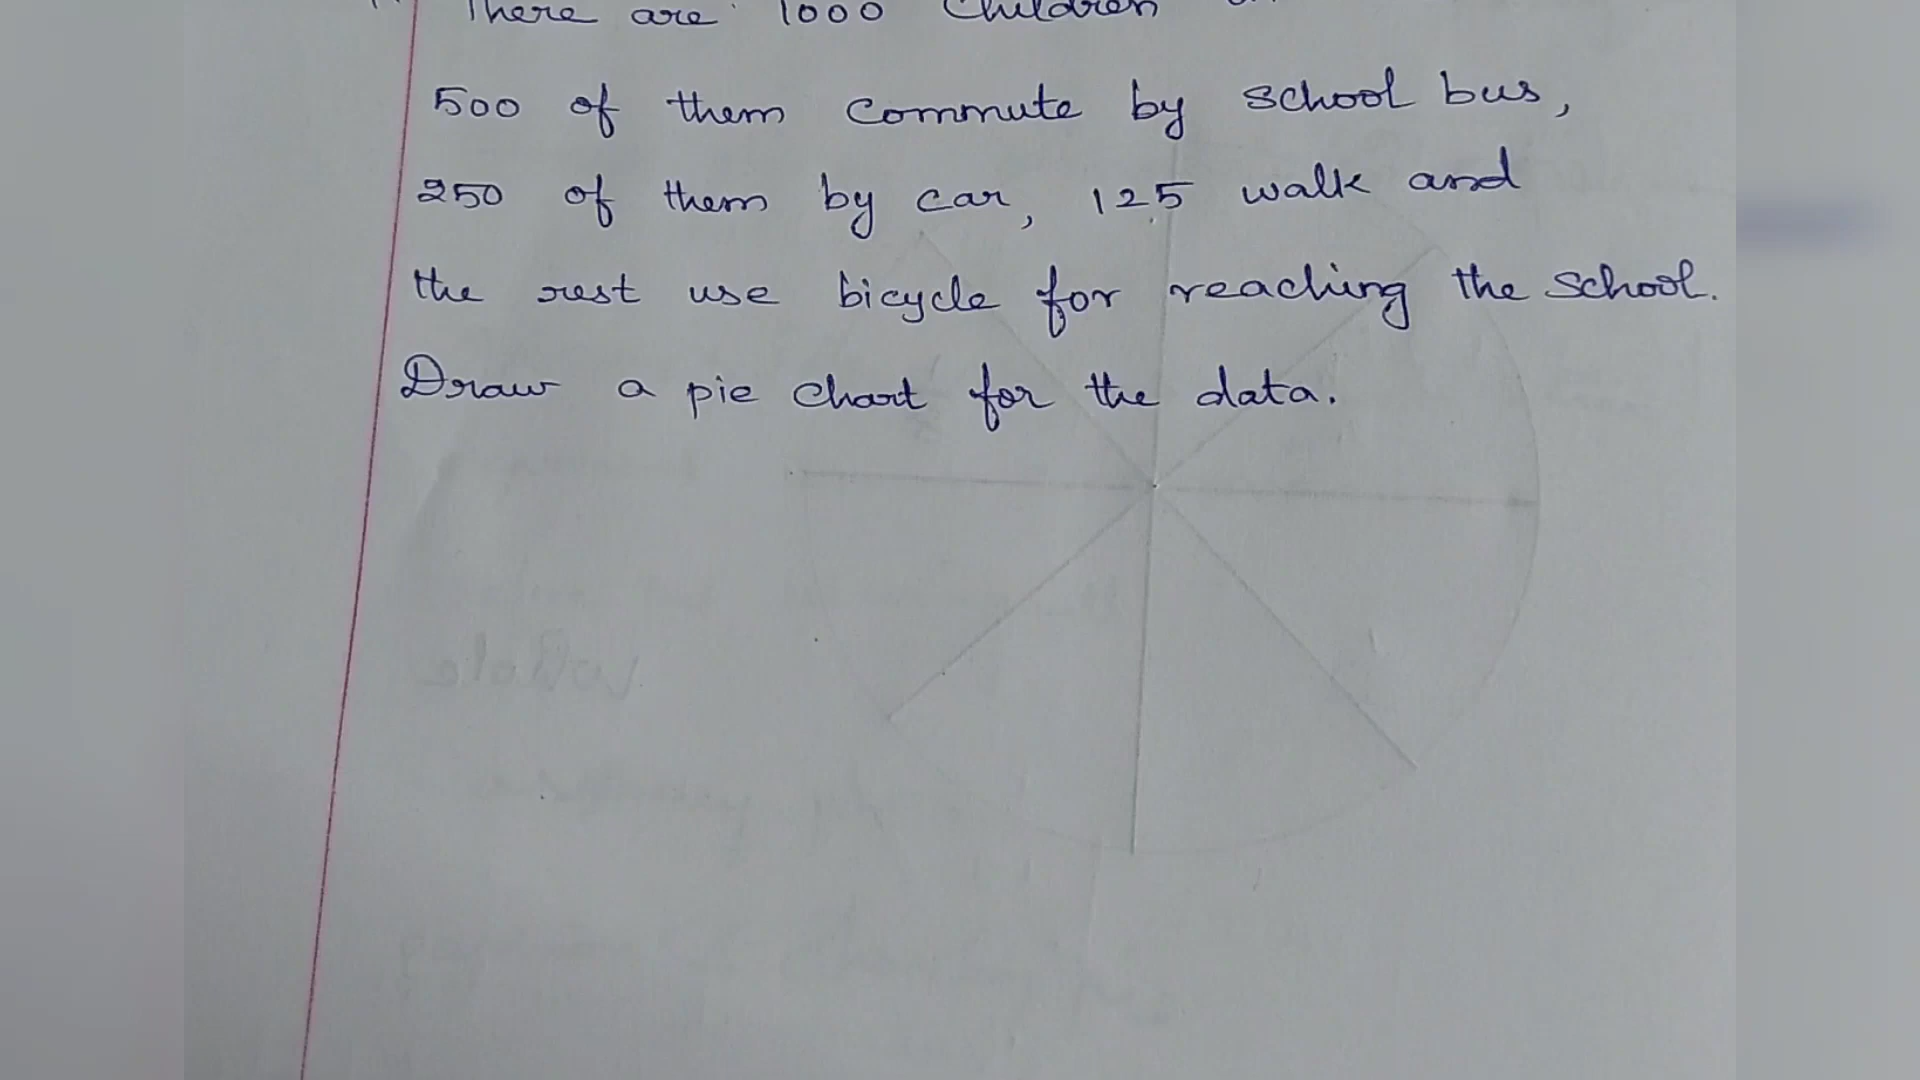 There are 1000 Children
500 of them Commute by school bus,
250 of them by car, 125 walk and
the rest use bicycle for reaching the school.
Draw a pie chart for the data.